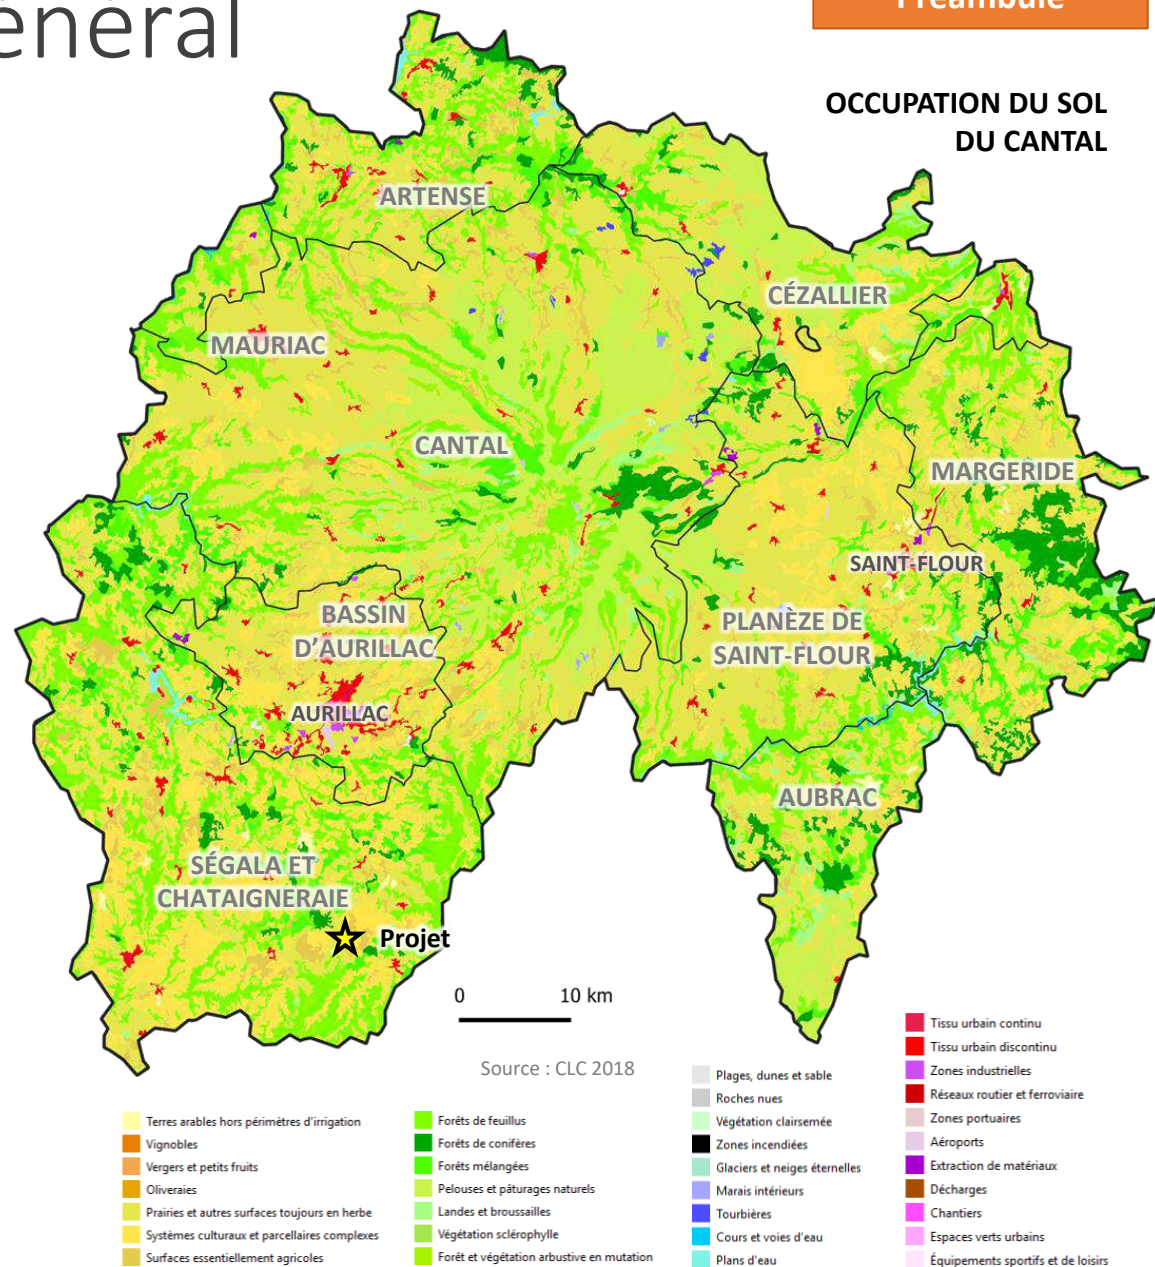 énéral
Préambule
OCCUPATION DU SOL
DU CANTAL
ARTENSE
CÉZALLIER
MAURIAC
CANTAL
MARGERIDE
SAINT-FLOUR
BASSIN
D'AURILLAC
PLANÈZE DE
SAINT-FLOUR
AURILLAC
AUBRAC
SÉGALA ET
CHATAIGNERAIE
Projet
0 10 km
Source : CLC 2018
Terres arables hors périmètres d'irrigation
Vignobles
Vergers et petits fruits
Oliveraies
Prairies et autres surfaces toujours en herbe
Systèmes culturaux et parcellaires complexes
Surfaces essentiellement agricoles
Forêts de feuillus
Forêts de conifères
Forêts mélangées
Pelouses et pâturages naturels
Landes et broussailles
Végétation sclérophylle
Forêt et végétation arbustive en mutation
Plages, dunes et sable
Roches nues
Végétation clairsemée
Zones incendiées
Glaciers et neiges éternelles
Marais intérieurs
Tourbières
Cours et voies d'eau
Plans d'eau
Tissu urbain continu
Tissu urbain discontinu
Zones industrielles
Réseaux routier et ferroviaire
Zones portuaires
Aéroports
Extraction de matériaux
Décharges
Chantiers
Espaces verts urbains
Équipements sportifs et de loisirs